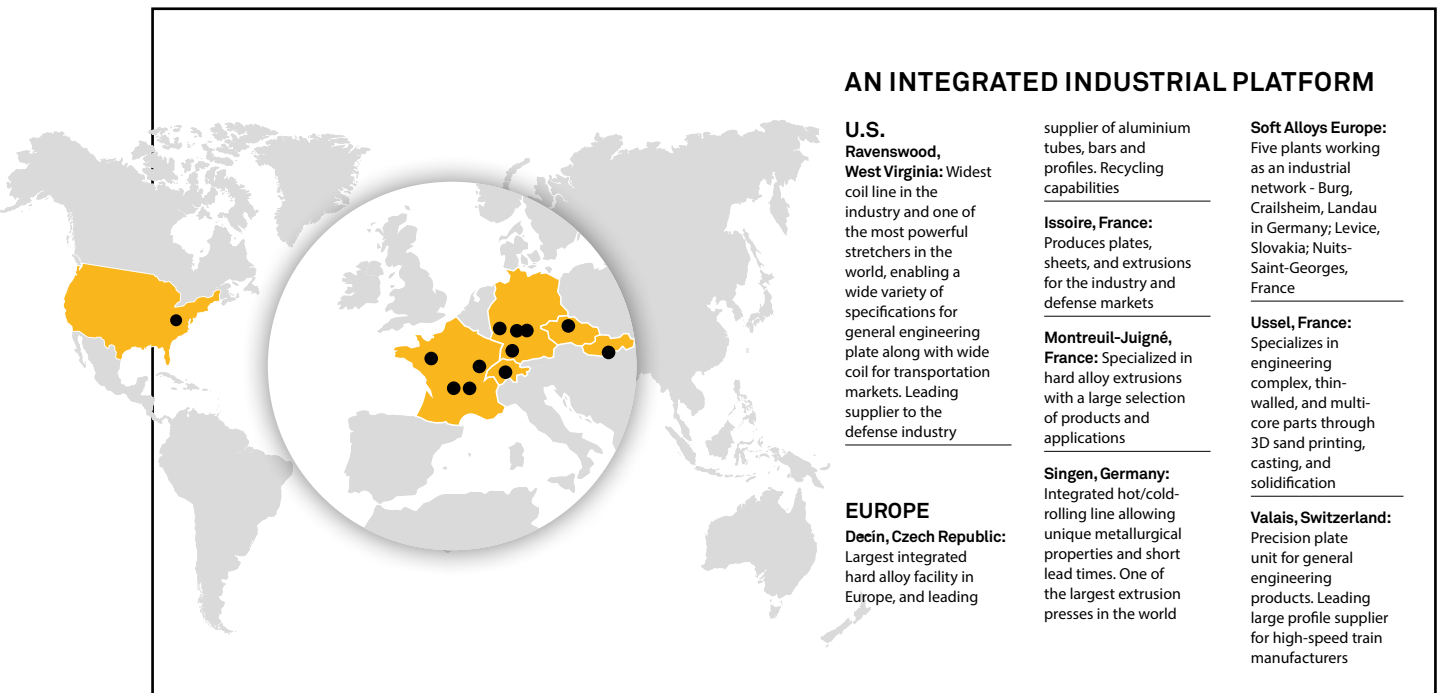 AN INTEGRATED INDUSTRIAL PLATFORM
U.S.
Ravenswood,
West Virginia: Widest
coil line in the
industry and one of
the most powerful
stretchers in the
world, enabling a
wide variety of
specifications for
general engineering
plate along with wide
coil for transportation
markets. Leading
supplier to the
defense industry
EUROPE
Decín, Czech Republic:
Largest integrated
hard alloy facility in
Europe, and leading
supplier of aluminium
tubes, bars and
profiles. Recycling
capabilities
Issoire, France:
Produces plates,
sheets, and extrusions
for the industry and
defense markets
Montreuil-Juigné,
France: Specialized in
hard alloy extrusions
with a large selection
of products and
applications
Singen, Germany:
Integrated hot/cold-
rolling line allowing
unique metallurgical
properties and short
lead times. One of
the largest extrusion
presses in the world
Soft Alloys Europe:
Five plants working
as an industrial
network - Burg,
Crailsheim, Landau
in Germany; Levice,
Slovakia; Nuits-
Saint-Georges,
France
Ussel, France:
Specializes in
engineering
complex, thin-
walled, and multi-
core parts through
3D sand printing,
casting, and
solidification
Valais, Switzerland:
Precision plate
unit for general
engineering
products. Leading
large profile supplier
for high-speed train
manufacturers